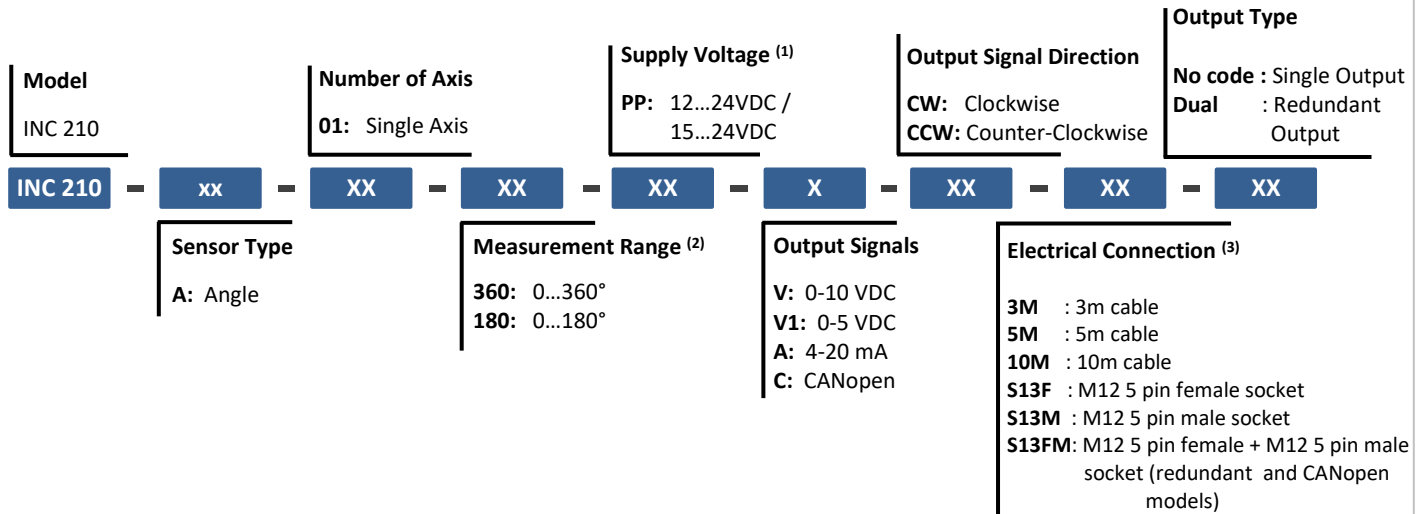 Output Type
No code : Single Output
Dual : Redundant
Output
Supply Voltage (1)
PP: 12...24VDC /
15...24VDC
Output Signal Direction
CW: Clockwise
CCW: Counter-Clockwise
Model
INC 210
Number of Axis
01: Single Axis
INC 210 - xx - XX - XX - XX - X - XX - XX - XX
Sensor Type
A: Angle
Measurement Range (2)
360: 0...360°
180: 0...180°
Output Signals
V: 0-10 VDC
V1: 0-5 VDC
A: 4-20 mA
C: CANopen
Electrical Connection (3)
3M : 3m cable
5M : 5m cable
10M : 10m cable
S13F : M12 5 pin female socket
S13M : M12 5 pin male socket
S13FM: M12 5 pin female + M12 5 pin male
socket (redundant and CANopen
models)